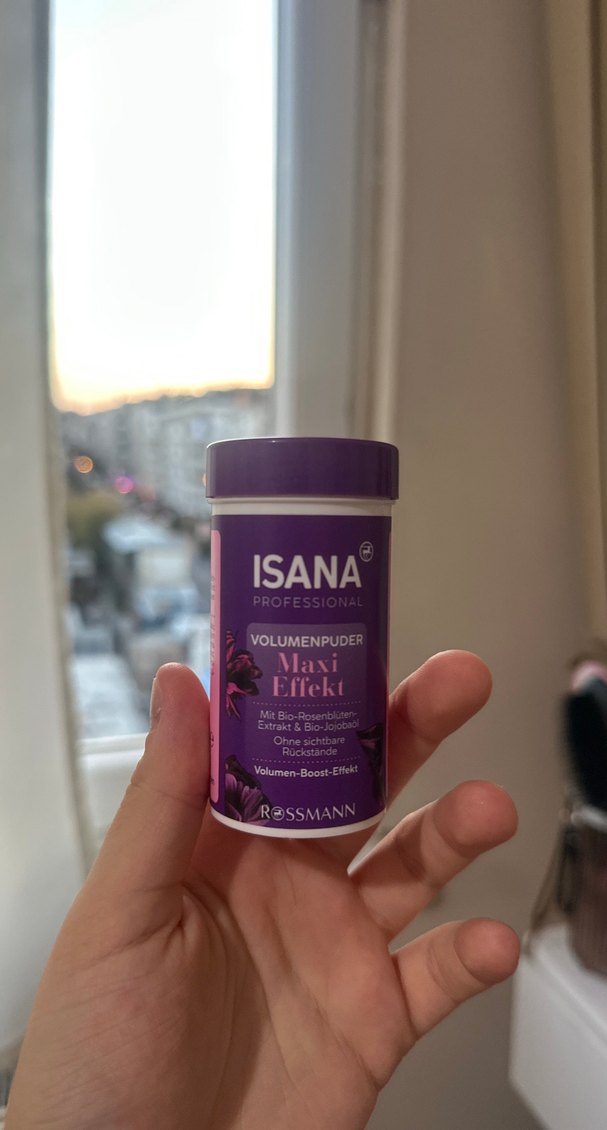 ISANA
PROFESSIONAL
VOLUMENPUDER
Maxi
Effekt
Mit Bio-Rosenblüten-
Extrakt & Bio-Jojobaöl
Ohne sichtbare
Rückstände
Volumen-Boost-Effekt
ROSSMANN